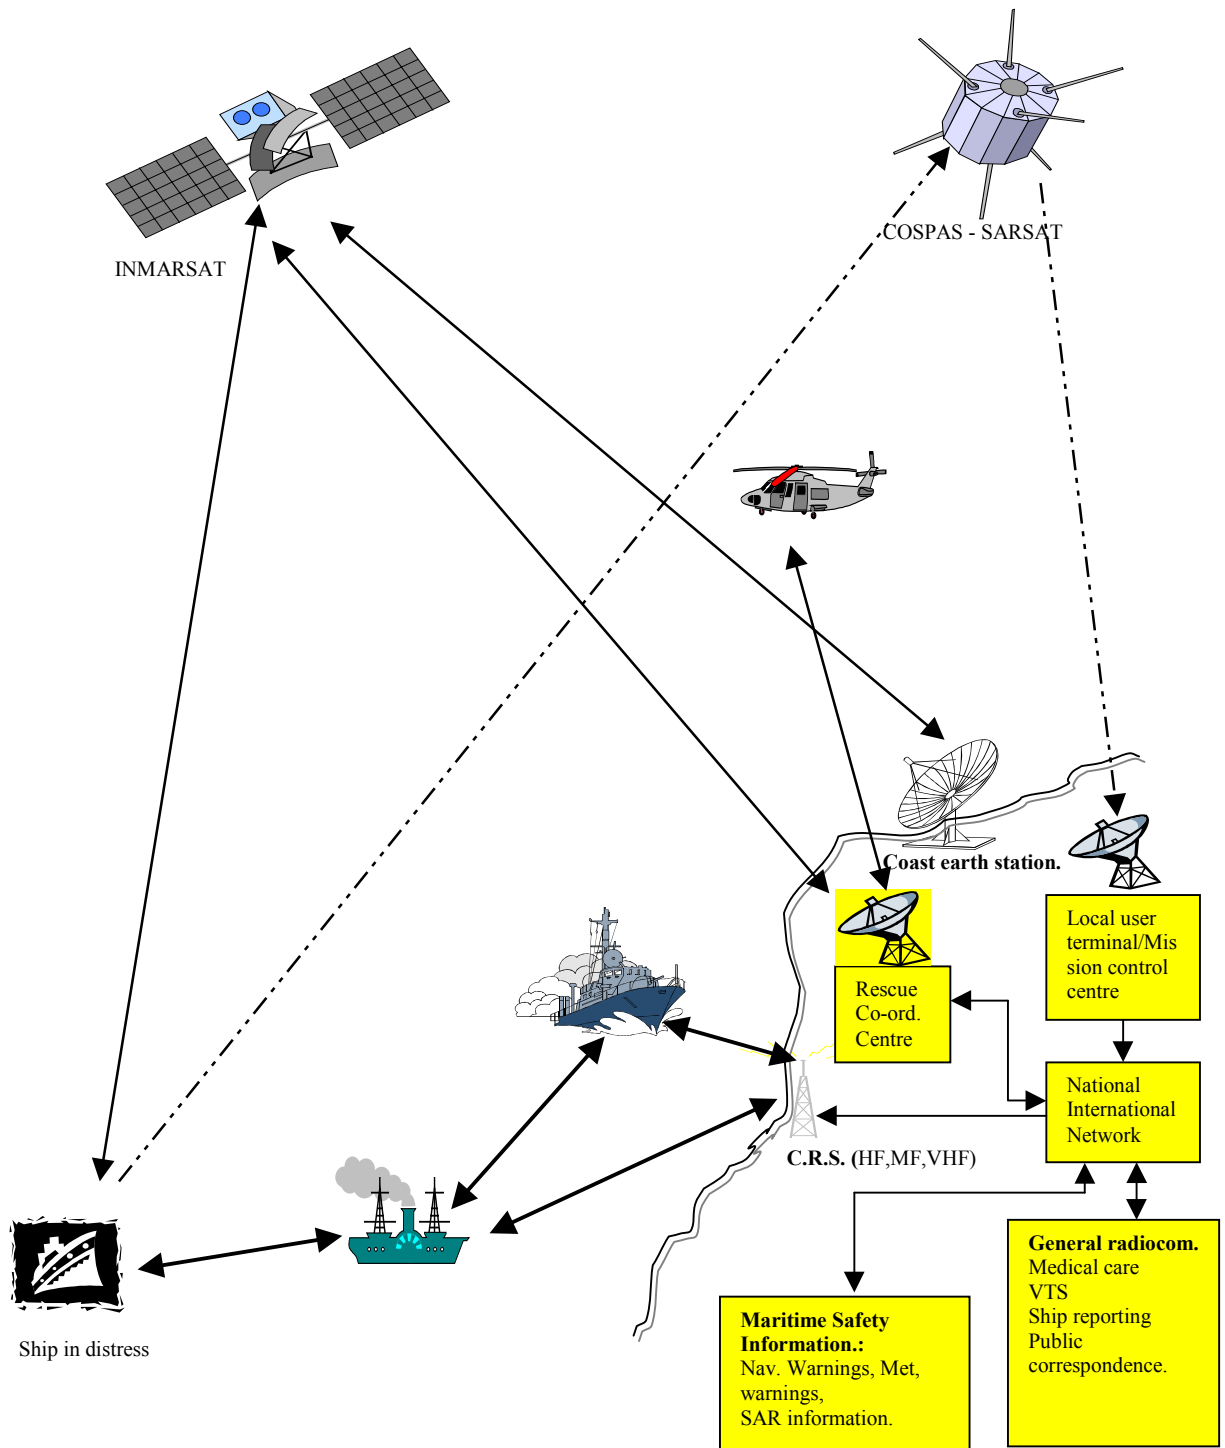 INMARSAT
COSPAS - SARSAT
Coast earth station.
Local user
terminal/Mis
sion control
centre
Rescue
Co-ord.
Centre
National
International
Network
C.R.S. (HF,MF,VHF)
General radiocom.
Medical care
VTS
Ship reporting
Public
correspondence.
Maritime Safety
Information.:
Nav. Warnings, Met,
warnings,
SAR information.
Ship in distress